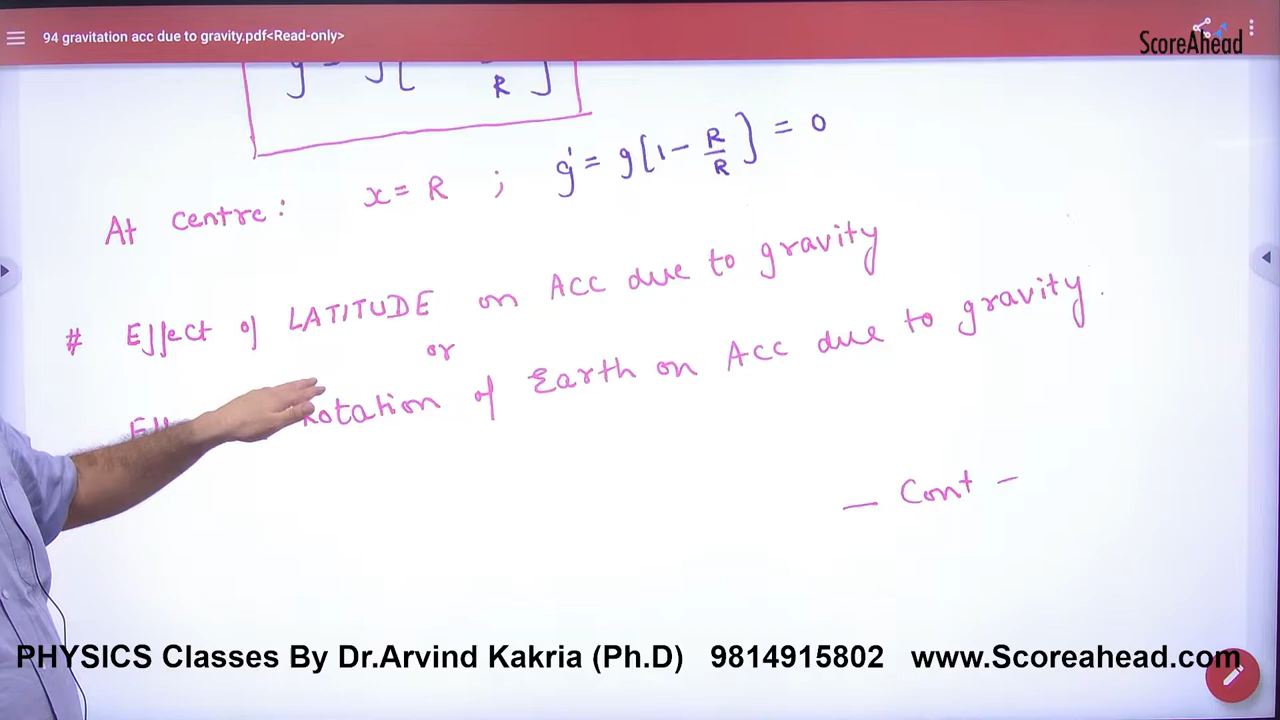 94 gravitation acc due to gravity.pdf<Read-only>
ScoreAhead
R
At centre: x = R ; g' = g[1 - R/R] = 0
# Effect of LATITUDE on ACC due to gravity
or
Rotation of Earth on ACC due to gravity.
— Cont —
PHYSICS Classes By Dr.Arvind Kakria (Ph.D) 9814915802 www.Scoreahead.com